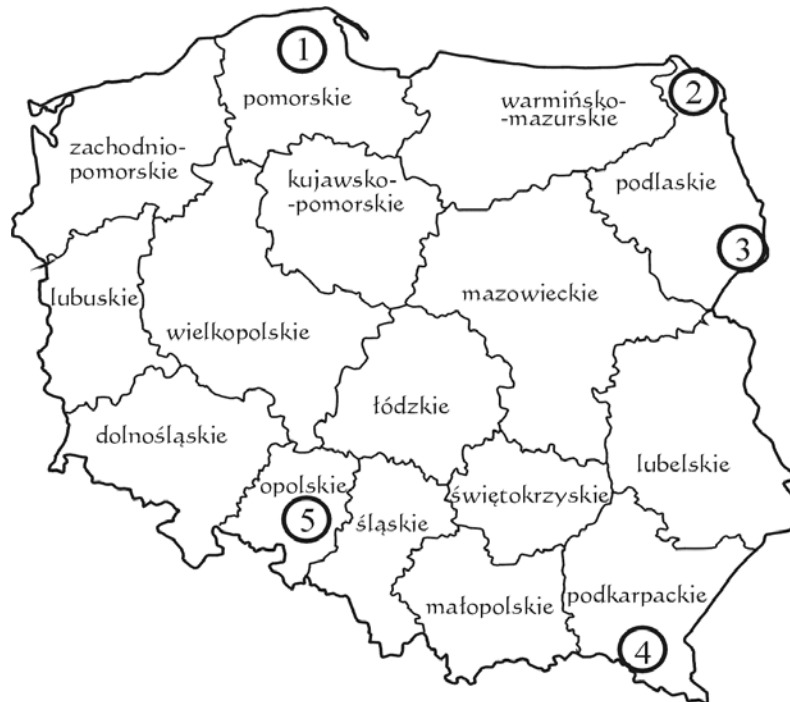 1
pomorskie
2
warmińsko-
-mazurskie
zachodnio-
pomorskie
kujawsko-
-pomorskie
podlaskie
3
lubuskie
mazowieckie
wielkopolskie
łódzkie
dolnośląskie
lubelskie
opolskie
świętokrzyskie
5
śląskie
małopolskie
podkarpackie
4